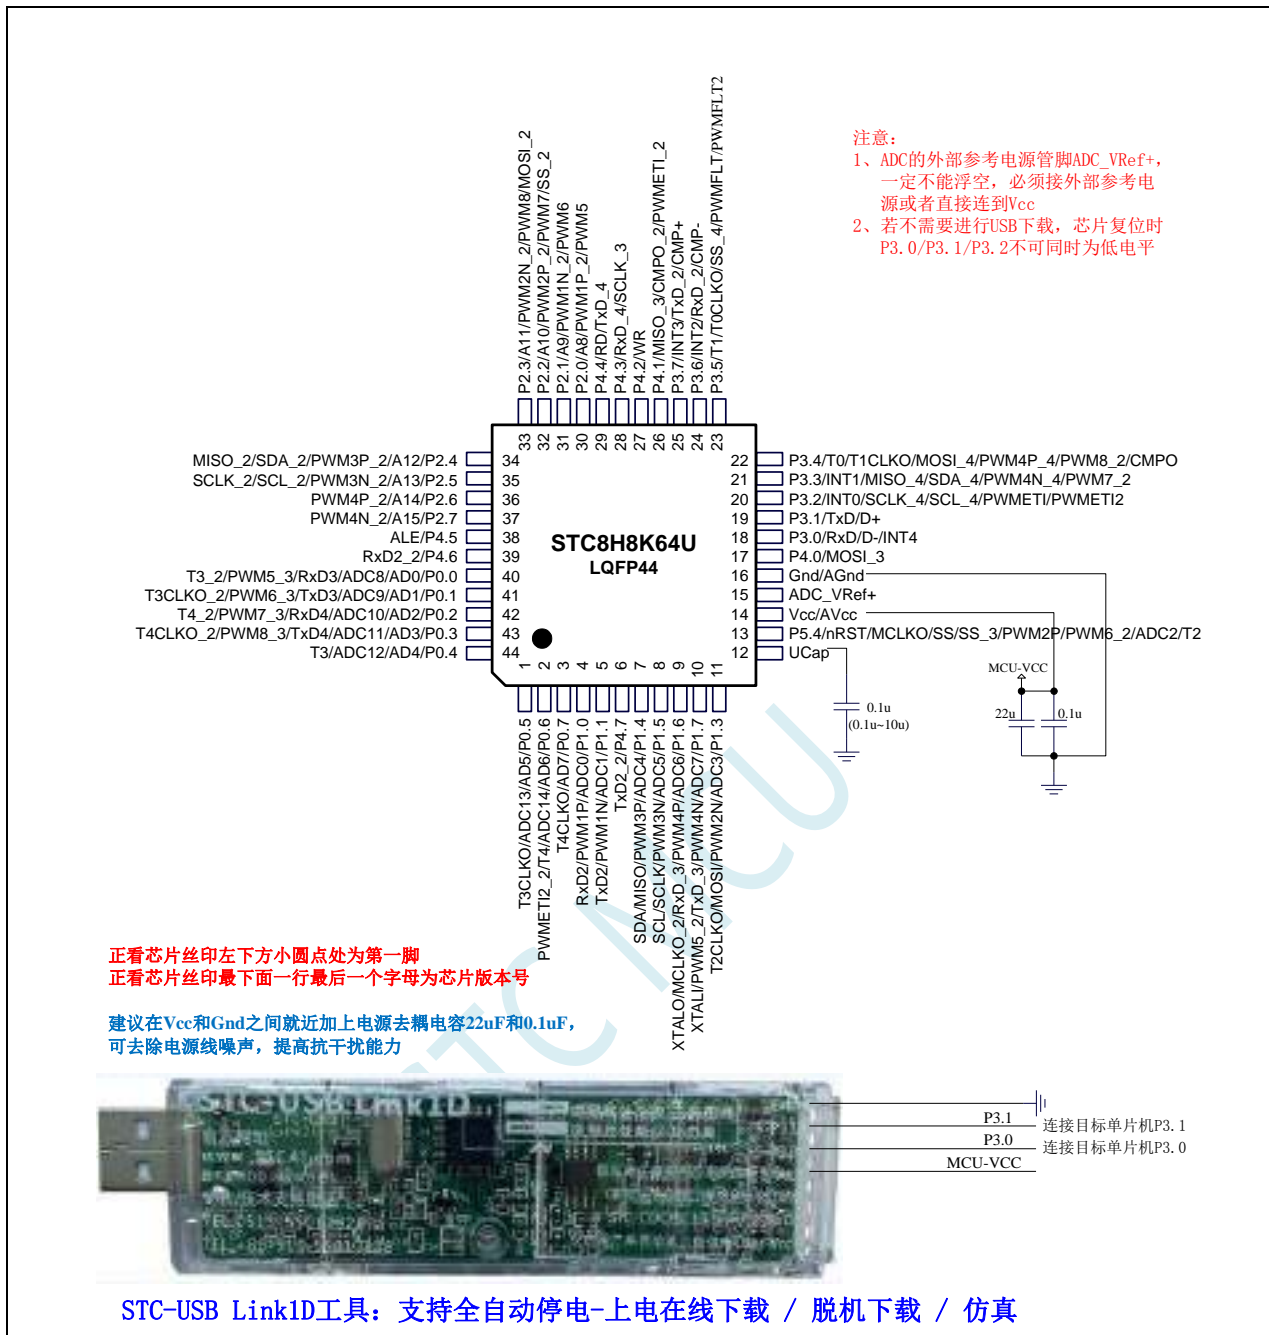 注意：
1、ADC的外部参考电源管脚ADC_VRef+，
一定不能浮空，必须接外部参考电
源或者直接连到Vcc
2、若不需要进行USB下载，芯片复位时
P3.0/P3.1/P3.2不可同时为低电平
P2.3/A11/PWM2N_2/PWM8/MOSI_2
P2.2/A10/PWM2P_2/PWM7/SS_2
P2.1/A9/PWM1N_2/PWM6
P2.0/A8/PWM1P_2/PWM5
P4.4/RD/TxD_4
P4.3/RxD_4/SCLK_3
P4.2/WR
P4.1/MISO_3/CMPO_2/PWMETI_2
P3.7/INT3/TxD_2/CMP+
P3.6/INT2/RxD_2/CMP-
P3.5/T1/T0CLKO/SS_4/PWMFLT/PWMFLT2
33 32 31 30 29 28 27 26 25 24 23
MISO_2/SDA_2/PWM3P_2/A12/P2.4 34
SCLK_2/SCL_2/PWM3N_2/A13/P2.5 35
PWM4P_2/A14/P2.6 36
PWM4N_2/A15/P2.7 37
ALE/P4.5 38
RxD2_2/P4.6 39
T3_2/PWM5_3/RxD3/ADC8/AD0/P0.0 40
T3CLKO_2/PWM6_3/TxD3/ADC9/AD1/P0.1 41
T4_2/PWM7_3/RxD4/ADC10/AD2/P0.2 42
T4CLKO_2/PWM8_3/TxD4/ADC11/AD3/P0.3 43
T3/ADC12/AD4/P0.4 44
STC8H8K64U
LQFP44
22 P3.4/T0/T1CLKO/MOSI_4/PWM4P_4/PWM8_2/CMPO
21 P3.3/INT1/MISO_4/SDA_4/PWM4N_4/PWM7_2
20 P3.2/INT0/SCLK_4/SCL_4/PWMETI/PWMETI2
19 P3.1/TxD/D+
18 P3.0/RxD/D-/INT4
17 P4.0/MOSI_3
16 Gnd/AGnd
15 ADC_VRef+
14 Vcc/AVcc
13 P5.4/nRST/MCLKO/SS/SS_3/PWM2P/PWM6_2/ADC2/T2
12 UCap
1 2 3 4 5 6 7 8 9 10 11
T3CLKO/ADC13/AD5/P0.5
PWMETI2_2/T4/ADC14/AD6/P0.6
T4CLKO/AD7/P0.7
RxD2/PWM1P/ADC0/P1.0
TxD2/PWM1N/ADC1/P1.1
TxD2_2/P4.7
SDA/MISO/PWM3P/ADC4/P1.4
SCL/SCLK/PWM3N/ADC5/P1.5
XTALO/MCLKO_2/RxD_3/PWM4P/ADC6/P1.6
XTALI/PWM5_2/TxD_3/PWM4N/ADC7/P1.7
T2CLKO/MOSI/PWM2N/ADC3/P1.3
0.1u
(0.1u~10u)
MCU-VCC
22u
0.1u
STC MCU
正看芯片丝印左下方小圆点处为第一脚
正看芯片丝印最下面一行最后一个字母为芯片版本号
建议在Vcc和Gnd之间就近加上电源去耦电容22uF和0.1uF，
可去除电源线噪声，提高抗干扰能力
STC-USB Link1D
P3.1 连接目标单片机P3.1
P3.0 连接目标单片机P3.0
MCU-VCC
STC-USB Link1D工具：支持全自动停电-上电在线下载 / 脱机下载 / 仿真